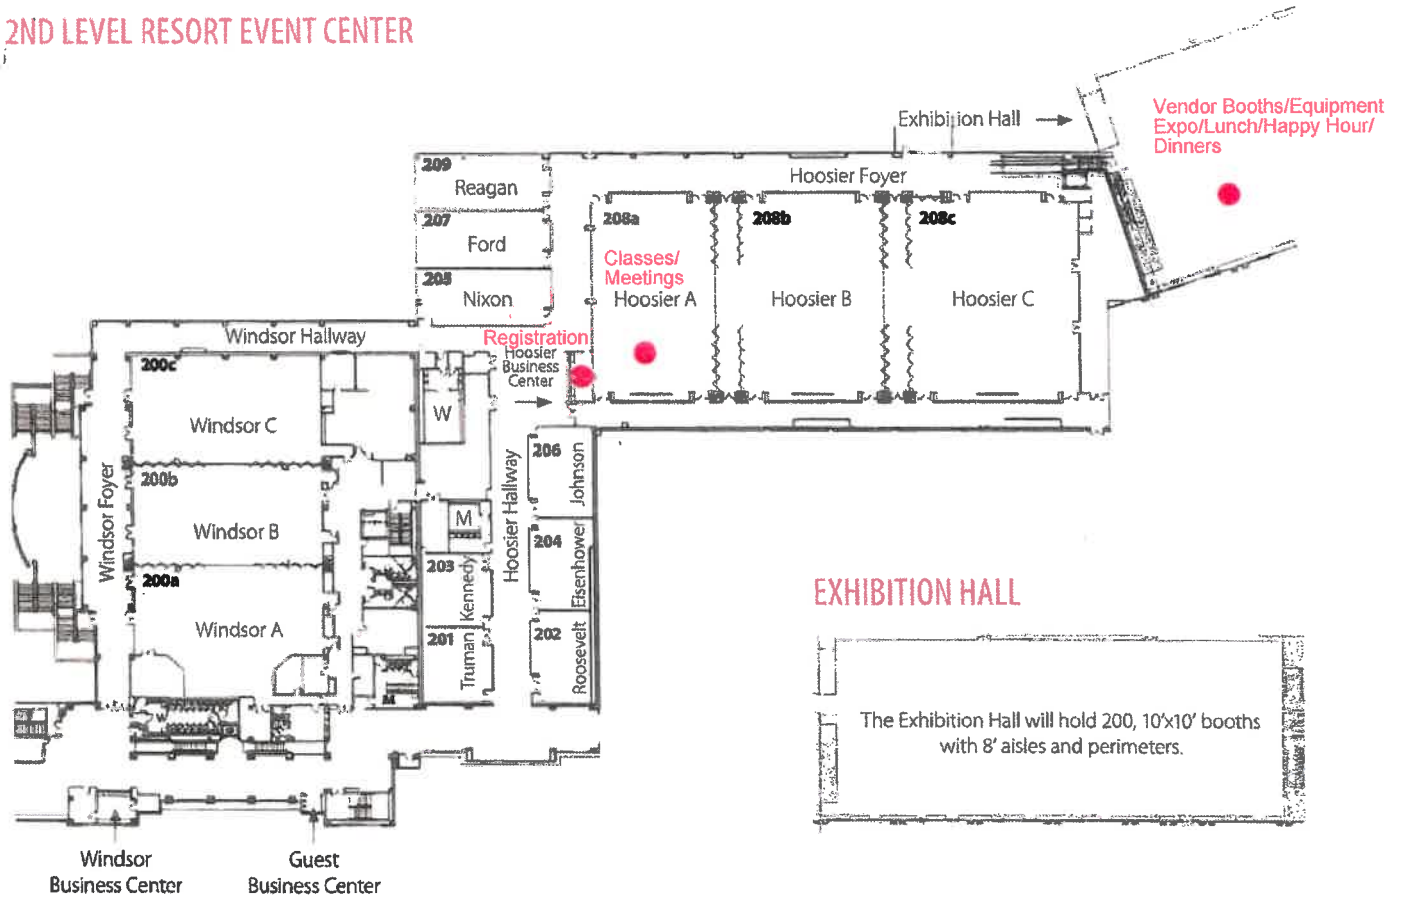 2ND LEVEL RESORT EVENT CENTER
Exhibition Hall
Vendor Booths/Equipment
Expo/Lunch/Happy Hour/
Dinners
209
Reagan
Hoosier Foyer
207
Ford
208a
208b
208c
Classes/
Meetings
205
Nixon
Hoosier A
Hoosier B
Hoosier C
Windsor Hallway
Registration
Hoosier
Business
Center
200c
Windsor C
W
206
Johnson
Hoosier Hallway
Windsor Foyer
200b
Windsor B
M
204
Eisenhower
203
Kennedy
200a
Windsor A
201
Truman
202
Roosevelt
M
W
EXHIBITION HALL
The Exhibition Hall will hold 200, 10'x10' booths
with 8' aisles and perimeters.
Windsor
Business Center
Guest
Business Center